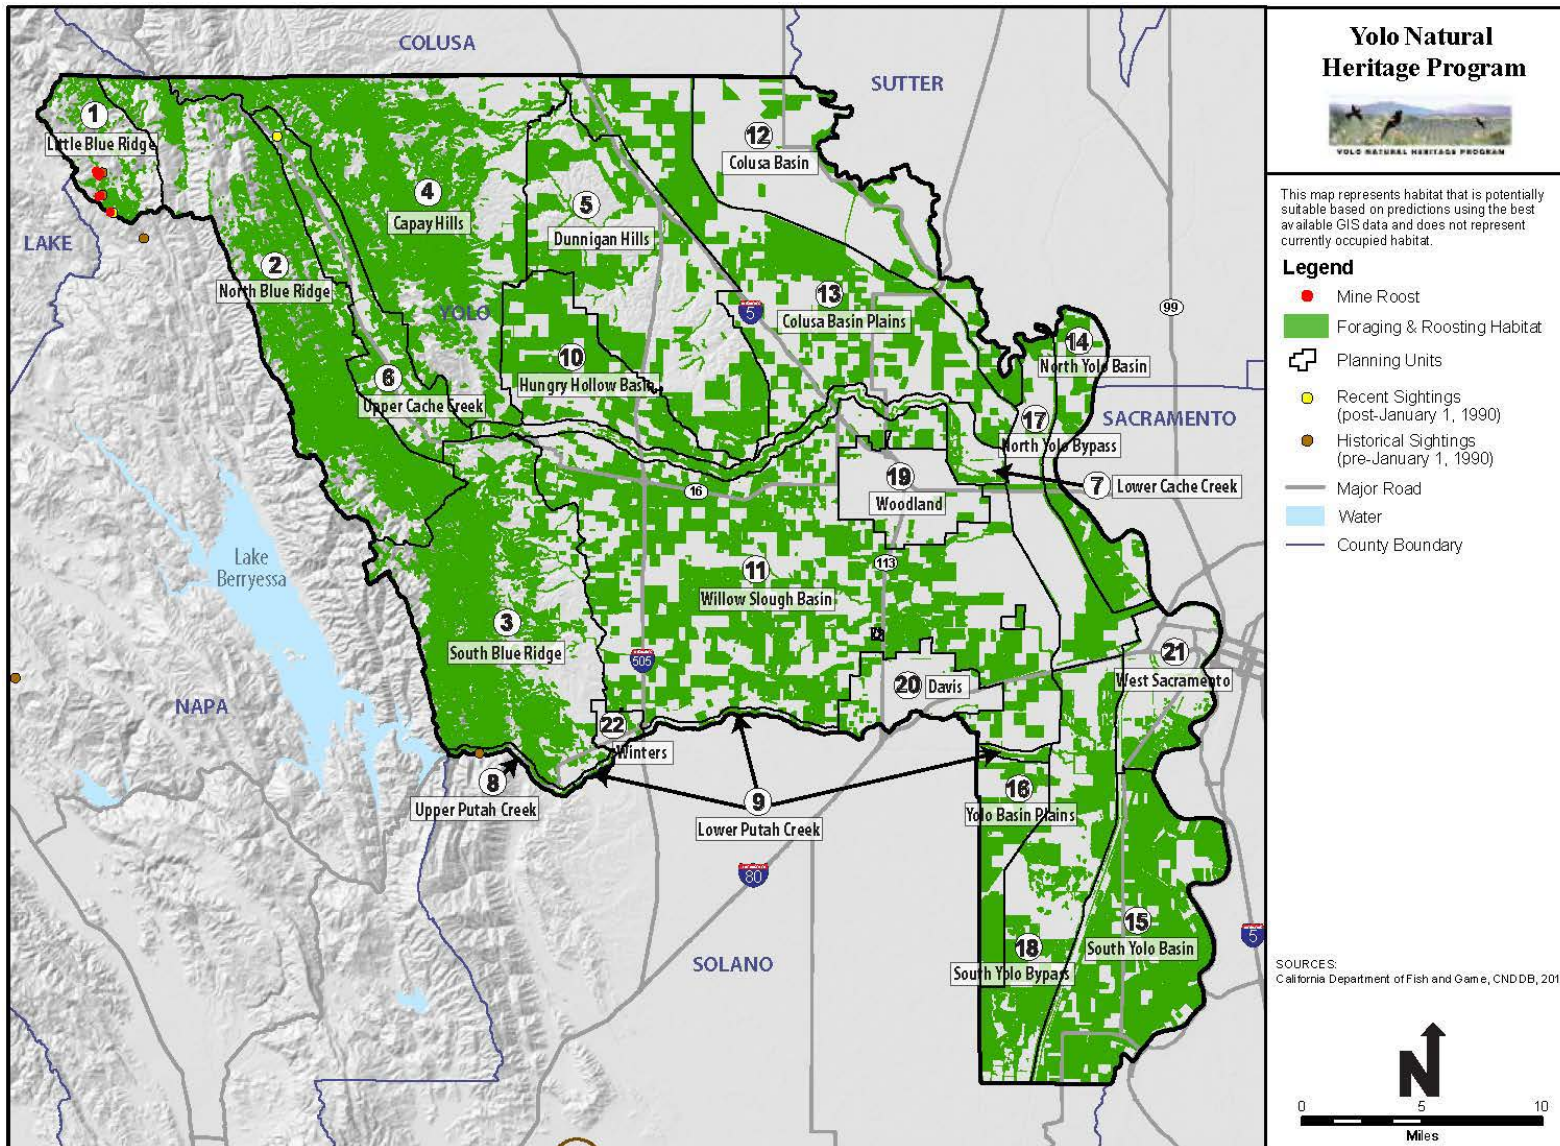 COLUSA
SUTTER
1
Little Blue Ridge
12
Colusa Basin
4
Capay Hills
5
Dunnigan Hills
LAKE
2
North Blue Ridge
YOLO
5
13
Colusa Basin Plains
99
14
North Yolo Basin
10
Hungry Hollow Basin
6
Upper Cache Creek
17
North Yolo Bypass
SACRAMENTO
16
19
Woodland
7
Lower Cache Creek
Lake
Berryessa
11
Willow Slough Basin
113
3
South Blue Ridge
505
21
West Sacramento
20
Davis
NAPA
22
Winters
8
Upper Putah Creek
9
Lower Putah Creek
16
Yolo Basin Plains
80
15
South Yolo Basin
18
South Yolo Bypass
5
SOLANO
Yolo Natural
Heritage Program
YOLO NATURAL HERITAGE PROGRAM
This map represents habitat that is potentially
suitable based on predictions using the best
available GIS data and does not represent
currently occupied habitat.
Legend
Mine Roost
Foraging & Roosting Habitat
Planning Units
Recent Sightings
(post-January 1, 1990)
Historical Sightings
(pre-January 1, 1990)
Major Road
Water
County Boundary
SOURCES:
California Department of Fish and Game, CNDDB, 201
N
0 5 10
Miles